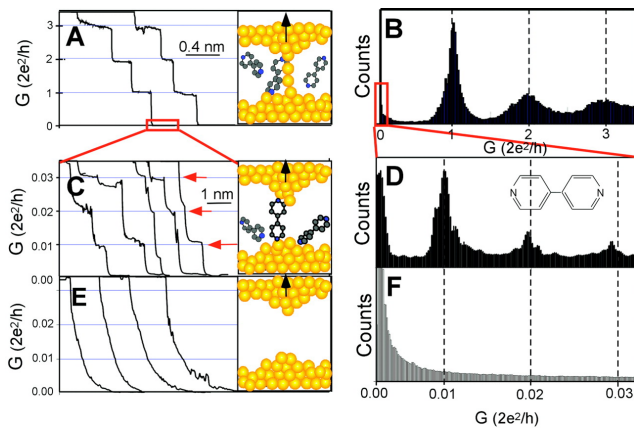 A
G (2e²/h)
3
2
1
0
0.4 nm
B
Counts
0
1
2
3
G (2e²/h)
C
G (2e²/h)
0.03
0.02
0.01
0.00
1 nm
D
Counts
N
N
E
G (2e²/h)
0.02
0.01
0.00
F
Counts
0.00
0.01
0.02
0.03
G (2e²/h)